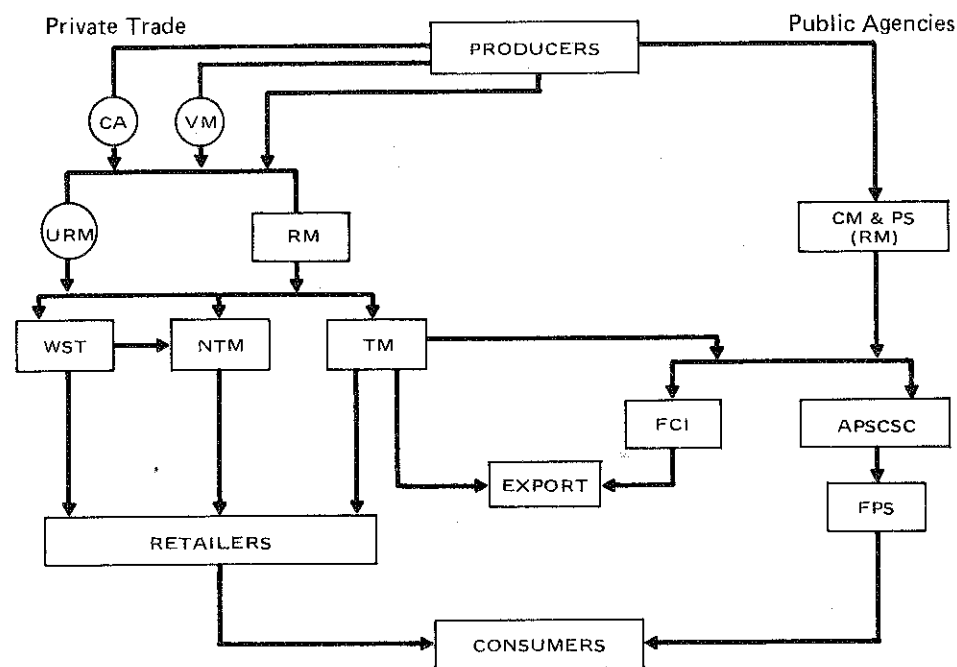 Private Trade
Public Agencies
PRODUCERS
CA
VM
URM
RM
CM & PS
(RM)
WST
NTM
TM
FCI
APSCSC
EXPORT
FPS
RETAILERS
CONSUMERS